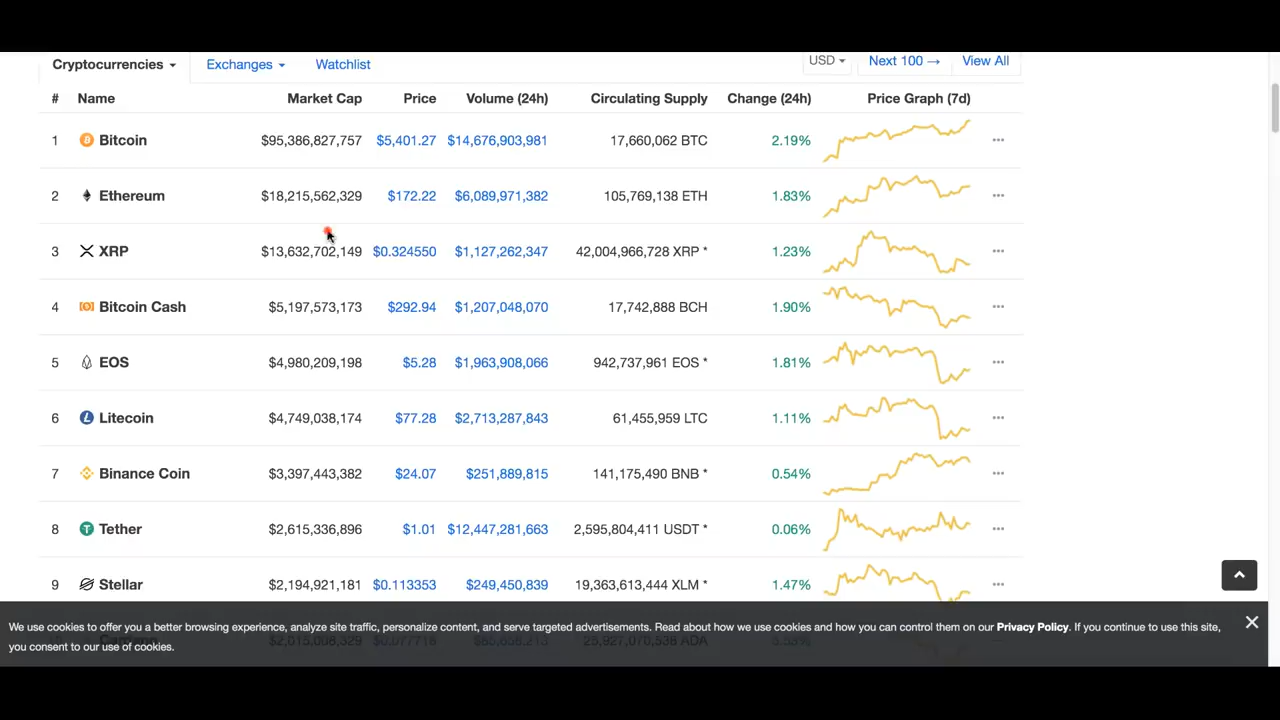 Cryptocurrencies Exchanges Watchlist USD Next 100 → View All
# Name Market Cap Price Volume (24h) Circulating Supply Change (24h) Price Graph (7d)
1 Bitcoin $95,386,827,757 $5,401.27 $14,676,903,981 17,660,062 BTC 2.19%
2 Ethereum $18,215,562,329 $172.22 $6,089,971,382 105,769,138 ETH 1.83%
3 XRP $13,632,702,149 $0.324550 $1,127,262,347 42,004,966,728 XRP * 1.23%
4 Bitcoin Cash $5,197,573,173 $292.94 $1,207,048,070 17,742,888 BCH 1.90%
5 EOS $4,980,209,198 $5.28 $1,963,908,066 942,737,961 EOS * 1.81%
6 Litecoin $4,749,038,174 $77.28 $2,713,287,843 61,455,959 LTC 1.11%
7 Binance Coin $3,397,443,382 $24.07 $251,889,815 141,175,490 BNB * 0.54%
8 Tether $2,615,336,896 $1.01 $12,447,281,663 2,595,804,411 USDT * 0.06%
9 Stellar $2,194,921,181 $0.113353 $249,450,839 19,363,613,444 XLM * 1.47%
We use cookies to offer you a better browsing experience, analyze site traffic, personalize content, and serve targeted advertisements. Read about how we use cookies and how you can control them on our Privacy Policy. If you continue to use this site,
you consent to our use of cookies.